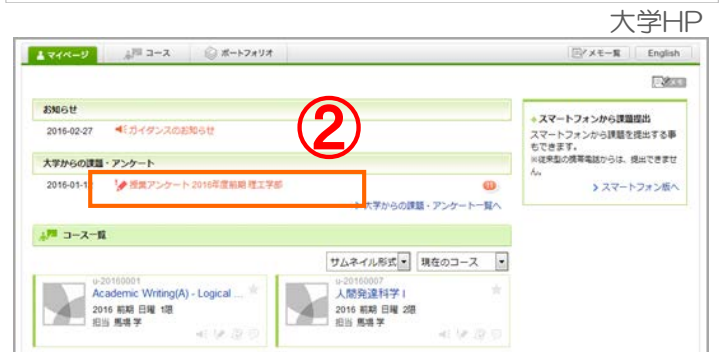 大学HP
マイページ コース ポートフォリオ メモ一覧 English
メモ
お知らせ
2016-02-27 ガイダンスのお知らせ
②
大学からの課題・アンケート
授業アンケート 2016年度前期 理工学部
大学からの課題・アンケート一覧へ
スマートフォンから課題提出
スマートフォンから課題を提出する事
もできます。
※従来型の携帯電話からは、提出できませ
ん。
スマートフォン版へ
コース一覧
サムネイル形式 現在のコース
u-20160001
Academic Writing(A) - Logical ...
2016 前期 日曜 1限
担当 馬場 学
u-20160007
人間発達科学 I
2016 前期 日曜 2限
担当 馬場 学